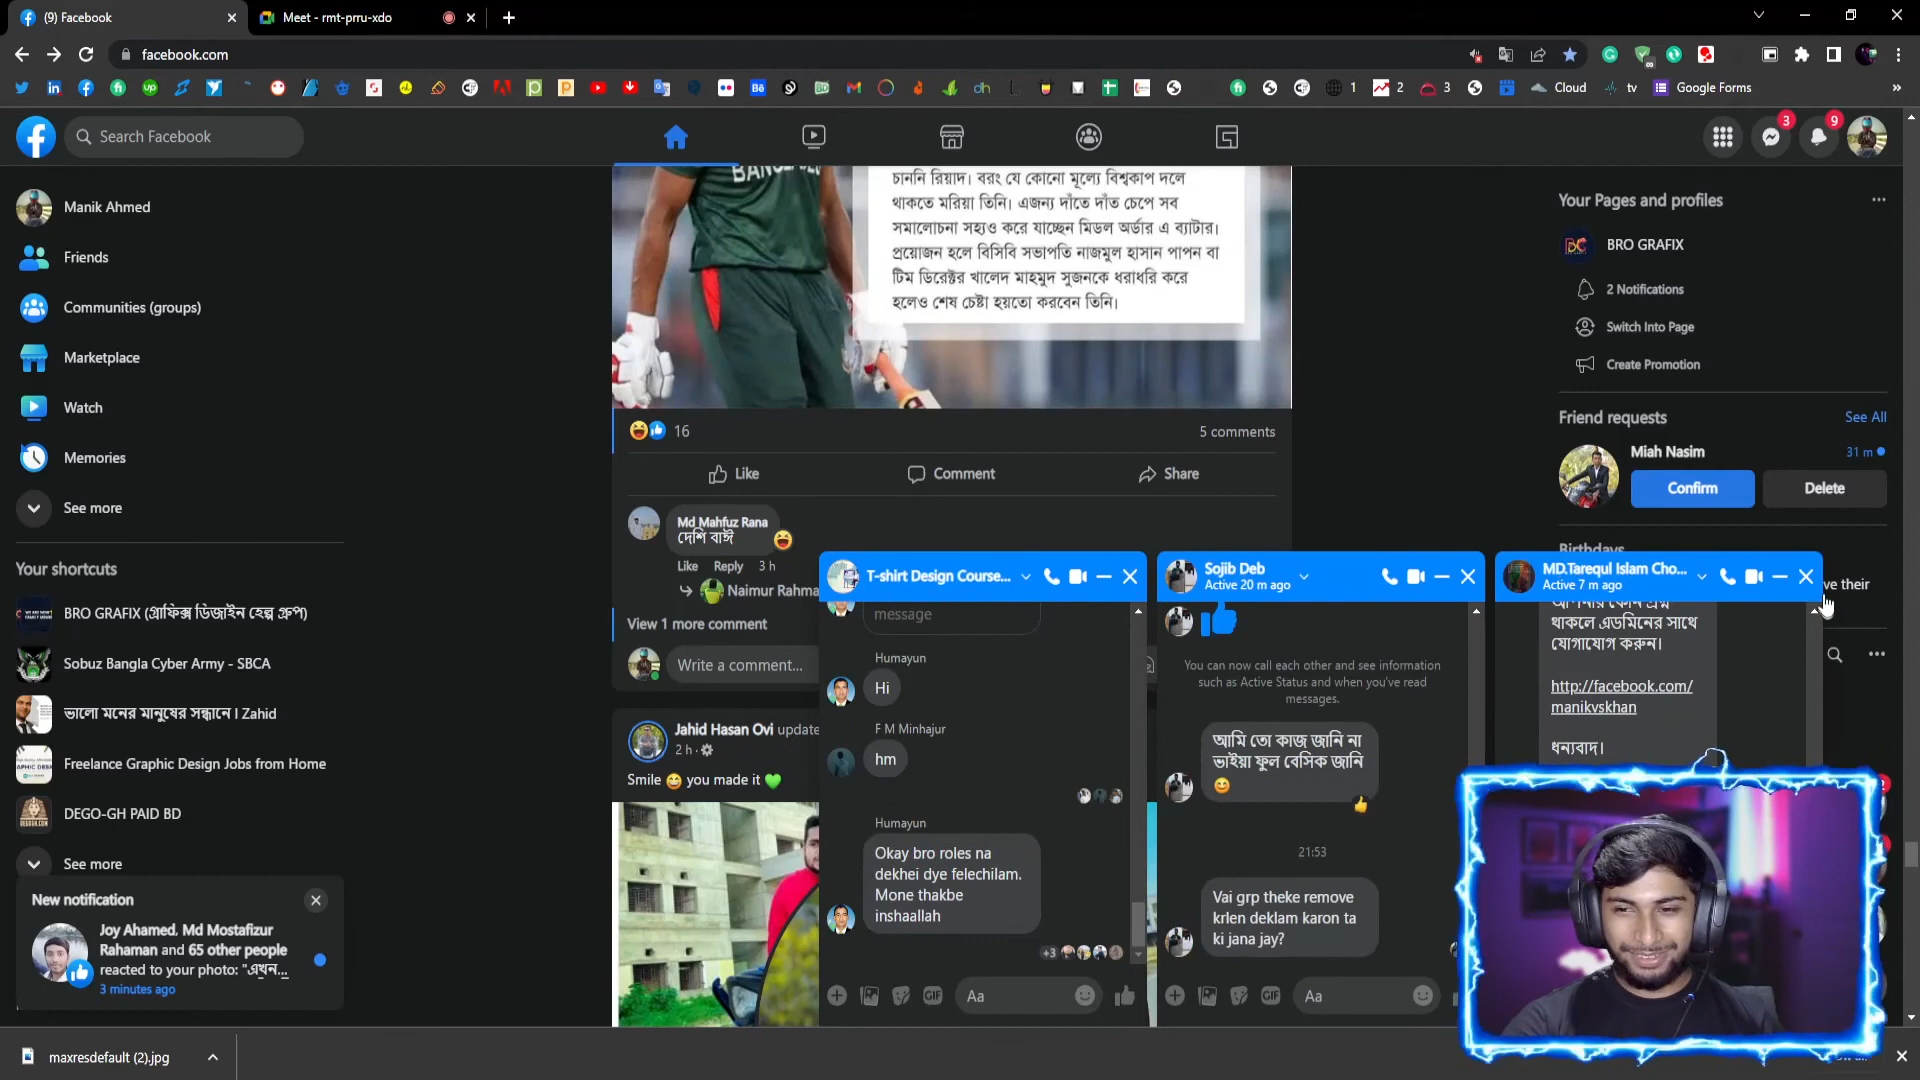 (9) Facebook
Meet - rmt-prru-xdo
facebook.com
1
2
3
Cloud
tv
Google Forms
Search Facebook
3
9
Manik Ahmed
Friends
Communities (groups)
Marketplace
Watch
Memories
See more
Your shortcuts
BRO GRAFIX (গ্রাফিক্স ডিজাইন হেল্প গ্রুপ)
Sobuz Bangla Cyber Army - SBCA
ভালো মনের মানুষের সন্ধানে l Zahid
Freelance Graphic Design Jobs from Home
DEGO-GH PAID BD
See more
New notification
Joy Ahamed, Md Mostafizur
Rahaman and 65 other people
reacted to your photo: "এখন...
3 minutes ago
চাননি রিয়াদ। বরং যে কোনো মূল্যে বিশ্বকাপ দলে
থাকতে মরিয়া তিনি। এজন্য দাঁতে দাঁত চেপে সব
সমালোচনা সহ্যও করে যাচ্ছেন মিডল অর্ডার এ ব্যাটার।
প্রয়োজন হলে বিসিবি সভাপতি নাজমুল হাসান পাপন বা
টিম ডিরেক্টর খালেদ মাহমুদ সুজনকে ধরাধরি করে
হলেও শেষ চেষ্টা হয়তো করবেন তিনি।
16
5 comments
Like
Comment
Share
Md Mahfuz Rana
দেশি বাঈ
Like Reply 3 h
Naimur Rahma
View 1 more comment
Write a comment...
Jahid Hasan Ovi update
2 h
Smile 😄 you made it 💚
T-shirt Design Course...
message
Humayun
Hi
F M Minhajur
hm
Humayun
Okay bro roles na
dekhei dye felechilam.
Mone thakbe
inshaallah
+3
GIF
Aa
Sojib Deb
Active 20 m ago
You can now call each other and see information
such as Active Status and when you've read
messages.
আমি তো কাজ জানি না
ভাইয়া ফুল বেসিক জানি
😊
21:53
Vai grp theke remove
krlen deklam karon ta
ki jana jay?
GIF
Aa
MD.Tarequl Islam Cho...
Active 7 m ago
আপনার কোন প্রশ্ন
থাকলে এডমিনের সাথে
যোগাযোগ করুন।
http://facebook.com/
manikvskhan
ধন্যবাদ।
Your Pages and profiles
BRO GRAFIX
2 Notifications
Switch Into Page
Create Promotion
Friend requests
See All
Miah Nasim
31 m
Confirm
Delete
Birthdays
ve their
maxresdefault (2).jpg